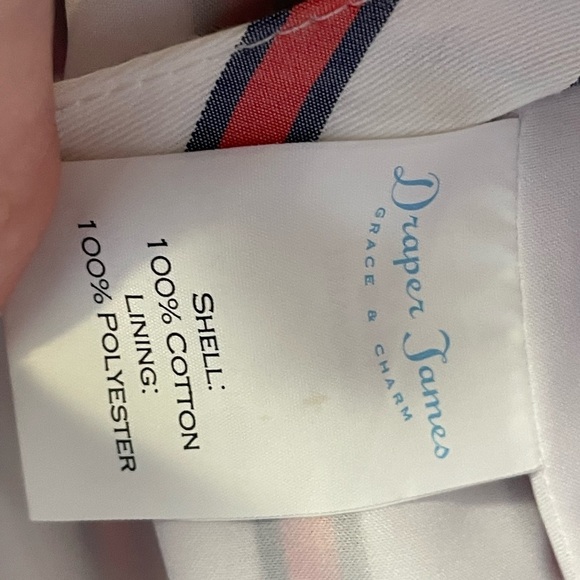 Draper James
GRACE & CHARM
SHELL:
100% COTTON
LINING:
100% POLYESTER